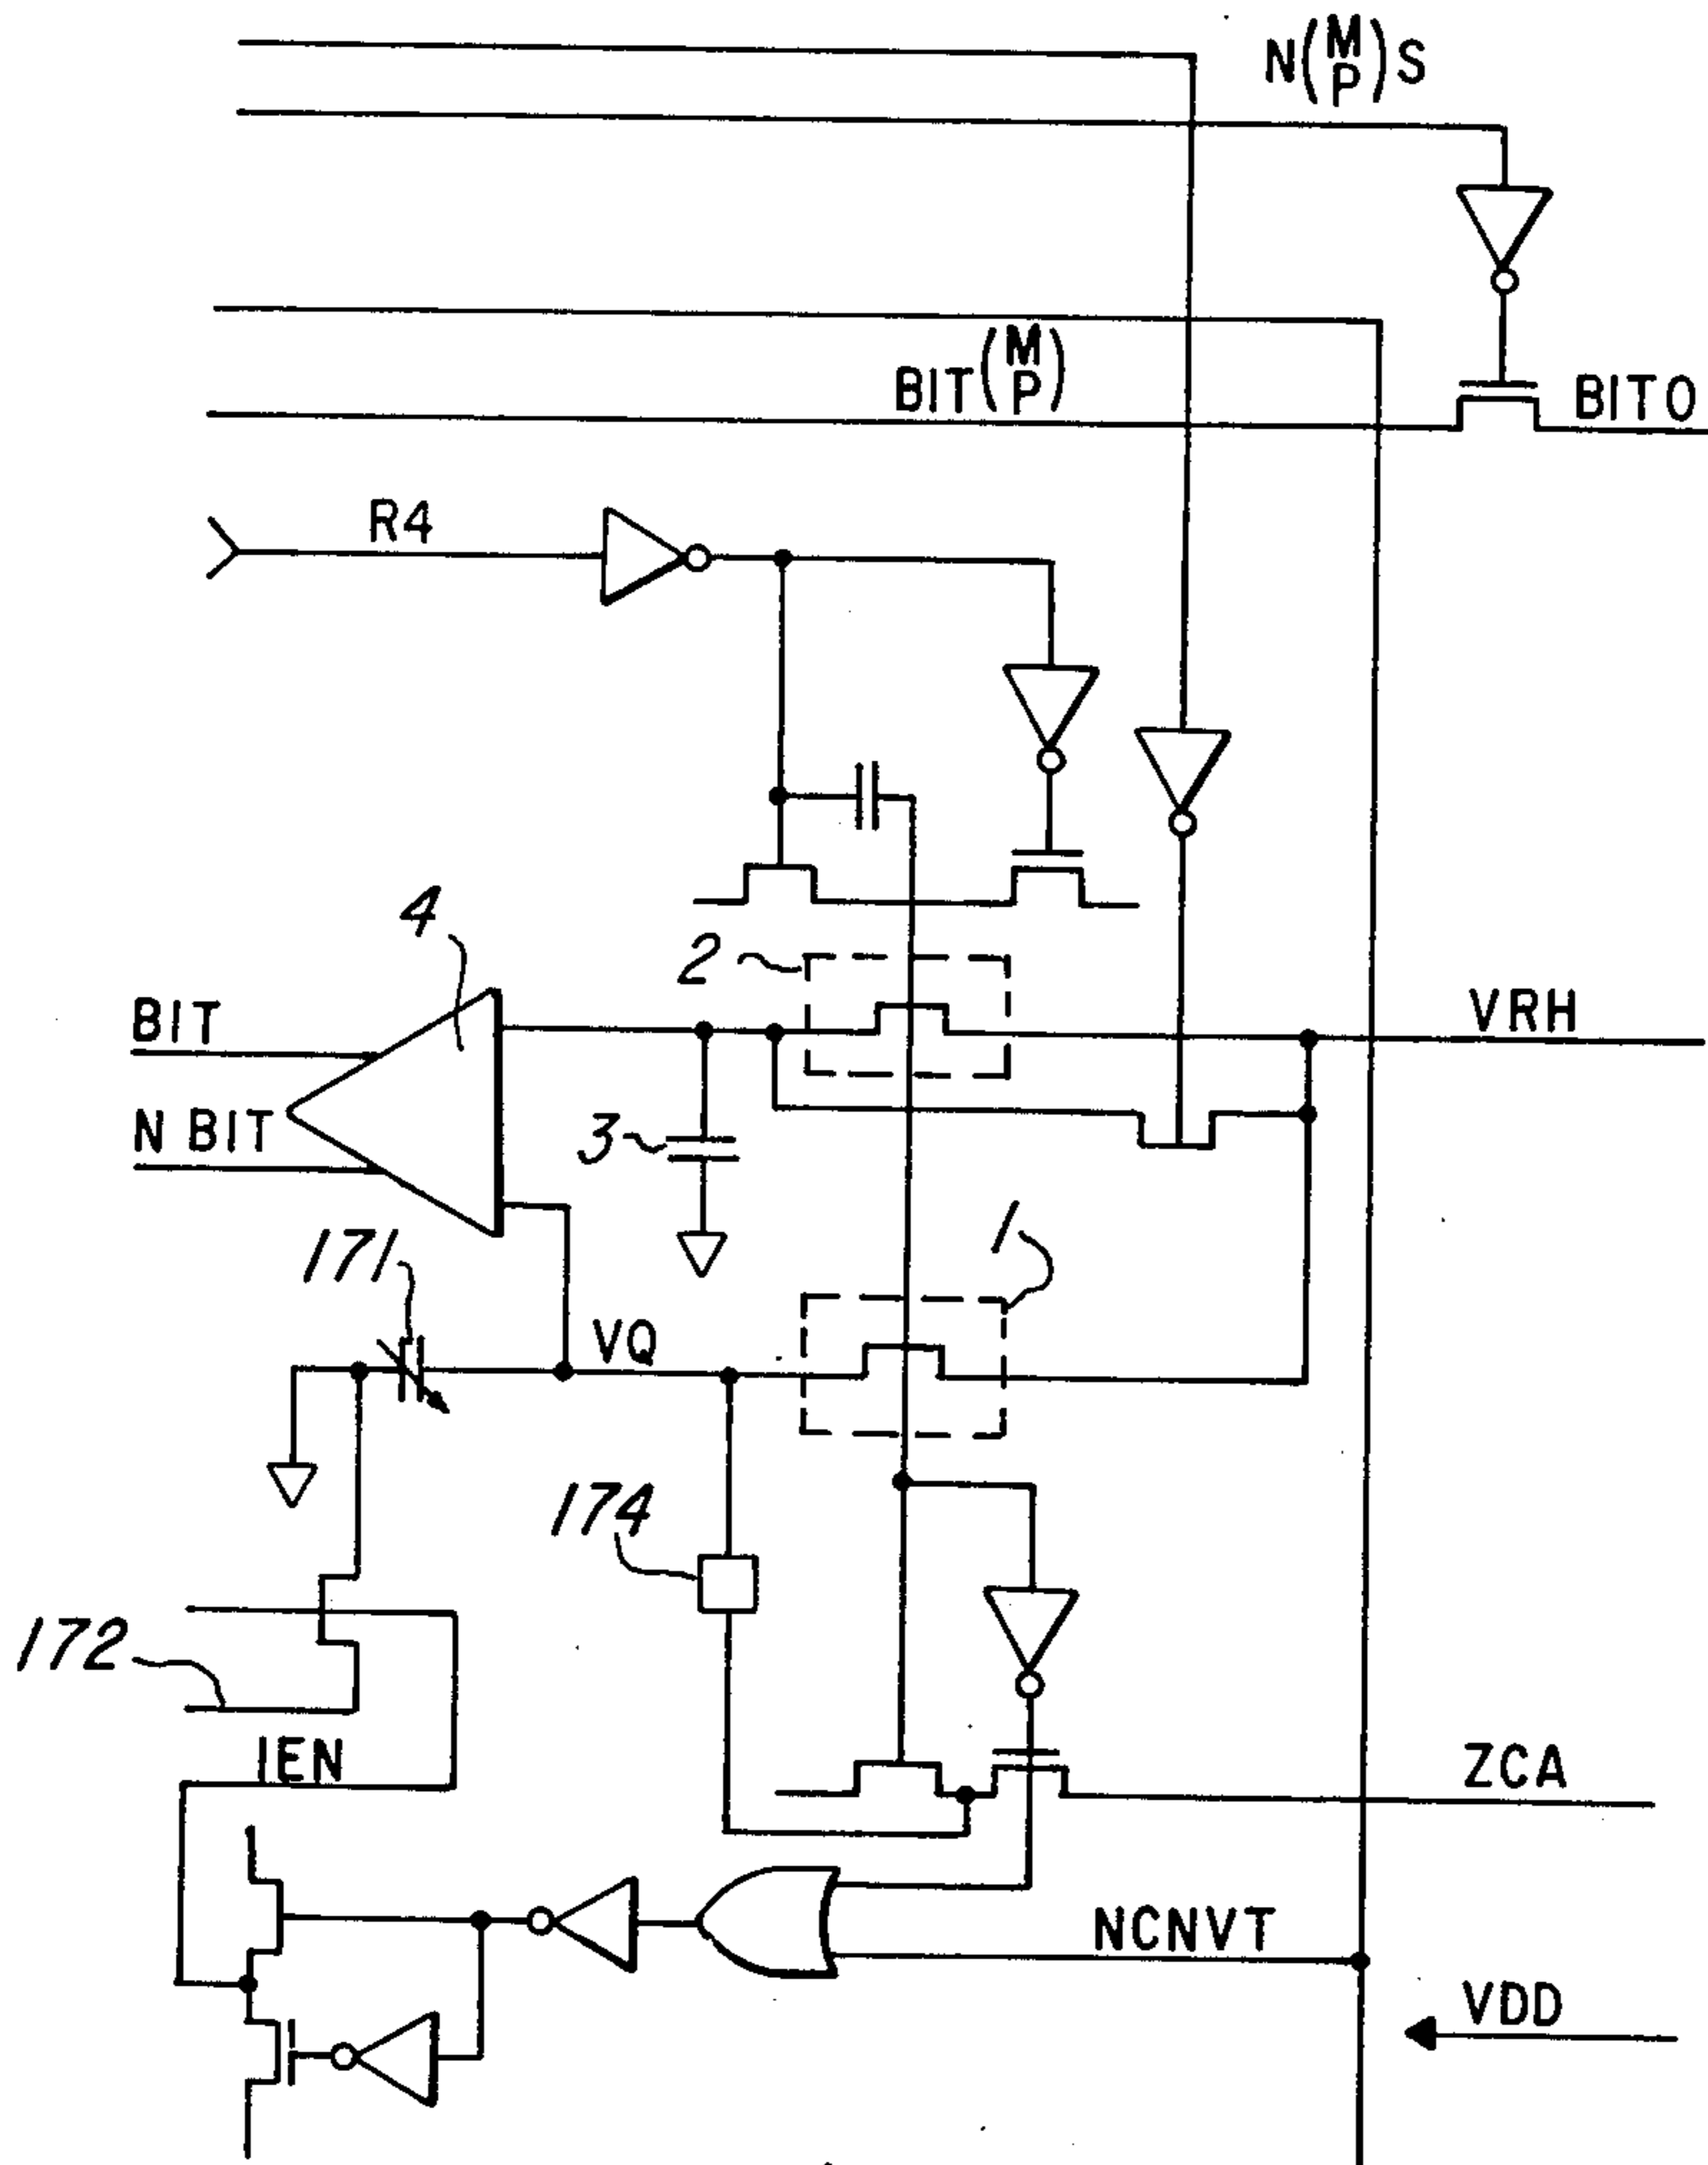 N(M/P)S
BIT(M/P)
BITO
R4
4
2
BIT
VRH
N BIT
3
1
171
VQ
174
172
IEN
ZCA
NCNVT
VDD